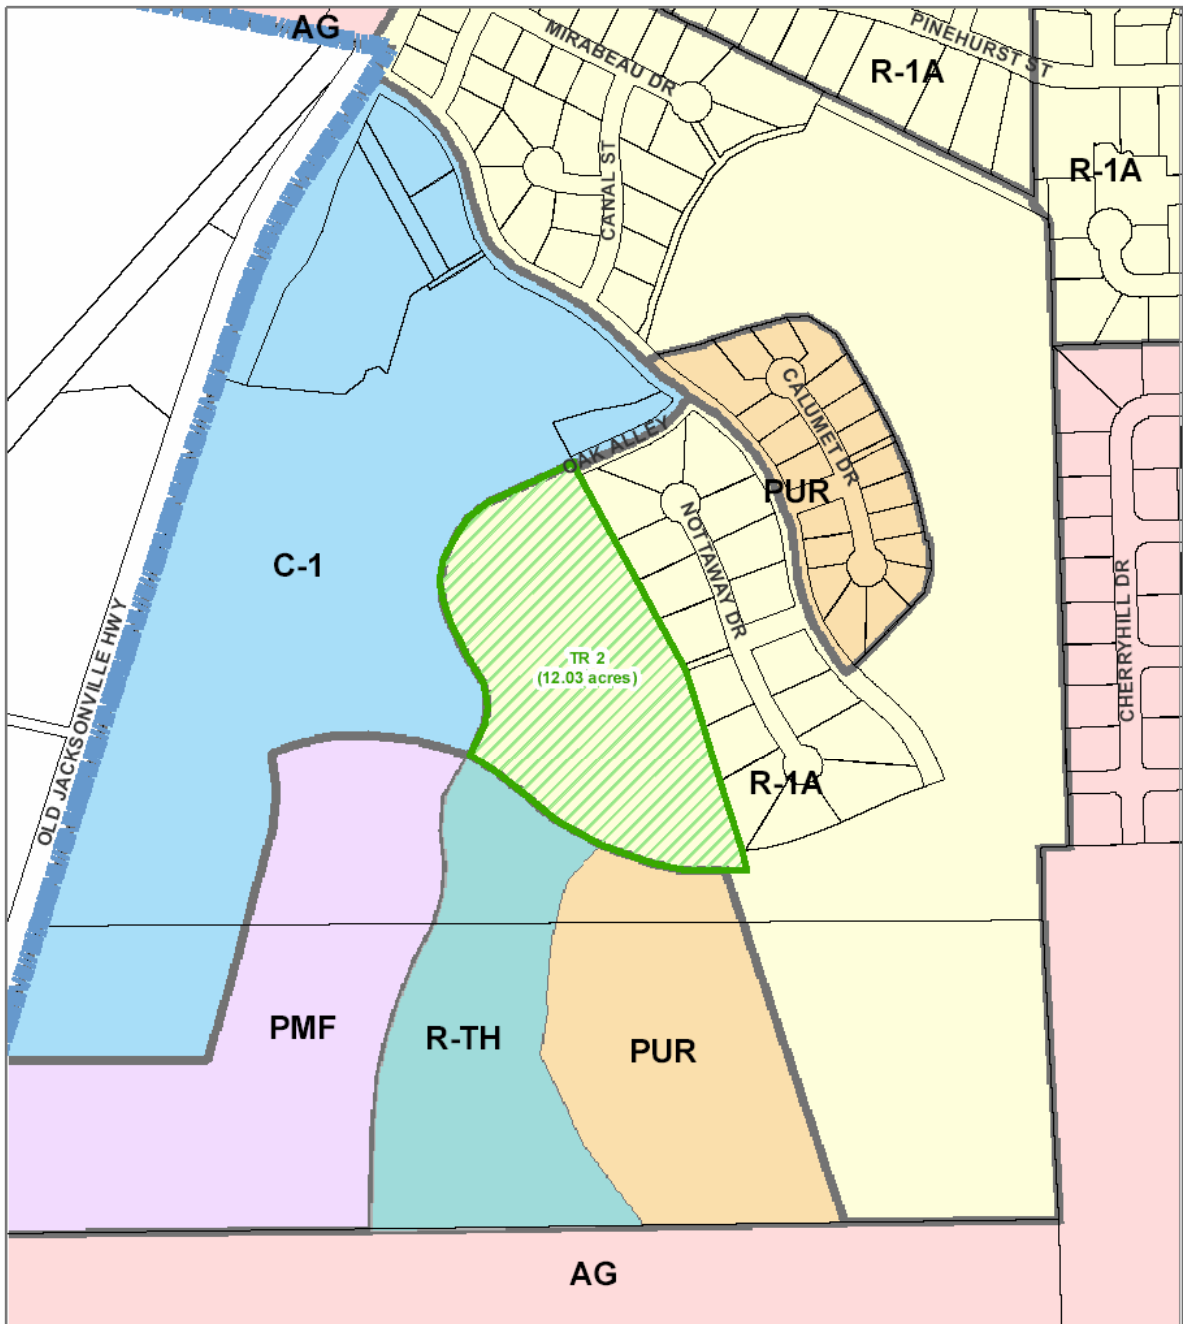 AG
MIRABEAU DR
PINEHURST ST
R-1A
R-1A
CANAL ST
CALUMET DR
OAK ALLEY
PUR
NOTTAWAY DR
C-1
CHERRYHILL DR
OLD JACKSONVILLE HWY
TR 2
(12.03 acres)
R-1A
PMF
R-TH
PUR
AG